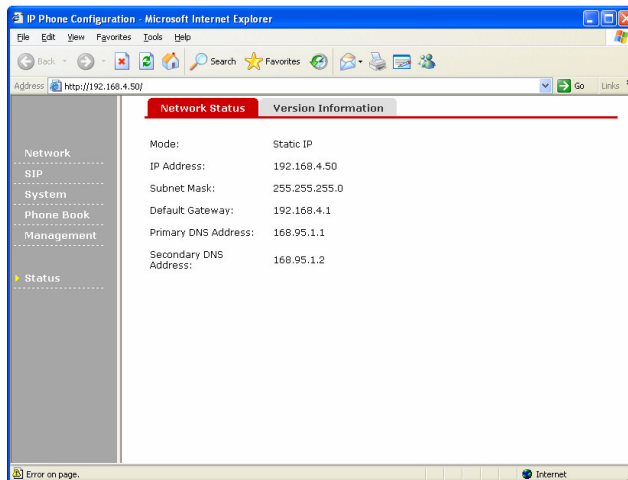 IP Phone Configuration - Microsoft Internet Explorer
File Edit View Favorites Tools Help
Back Search Favorites
Address http://192.168.4.50/ Go Links
Network Status Version Information
Network
SIP
System
Phone Book
Management
Status
Mode: Static IP
IP Address: 192.168.4.50
Subnet Mask: 255.255.255.0
Default Gateway: 192.168.4.1
Primary DNS Address: 168.95.1.1
Secondary DNS
Address: 168.95.1.2
Error on page. Internet